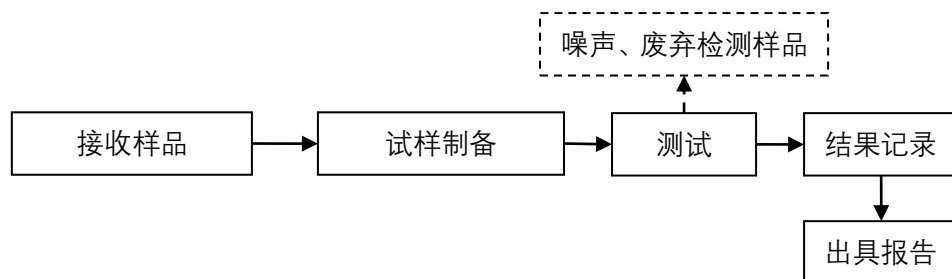 噪声、废弃检测样品
接收样品
试样制备
测试
结果记录
出具报告